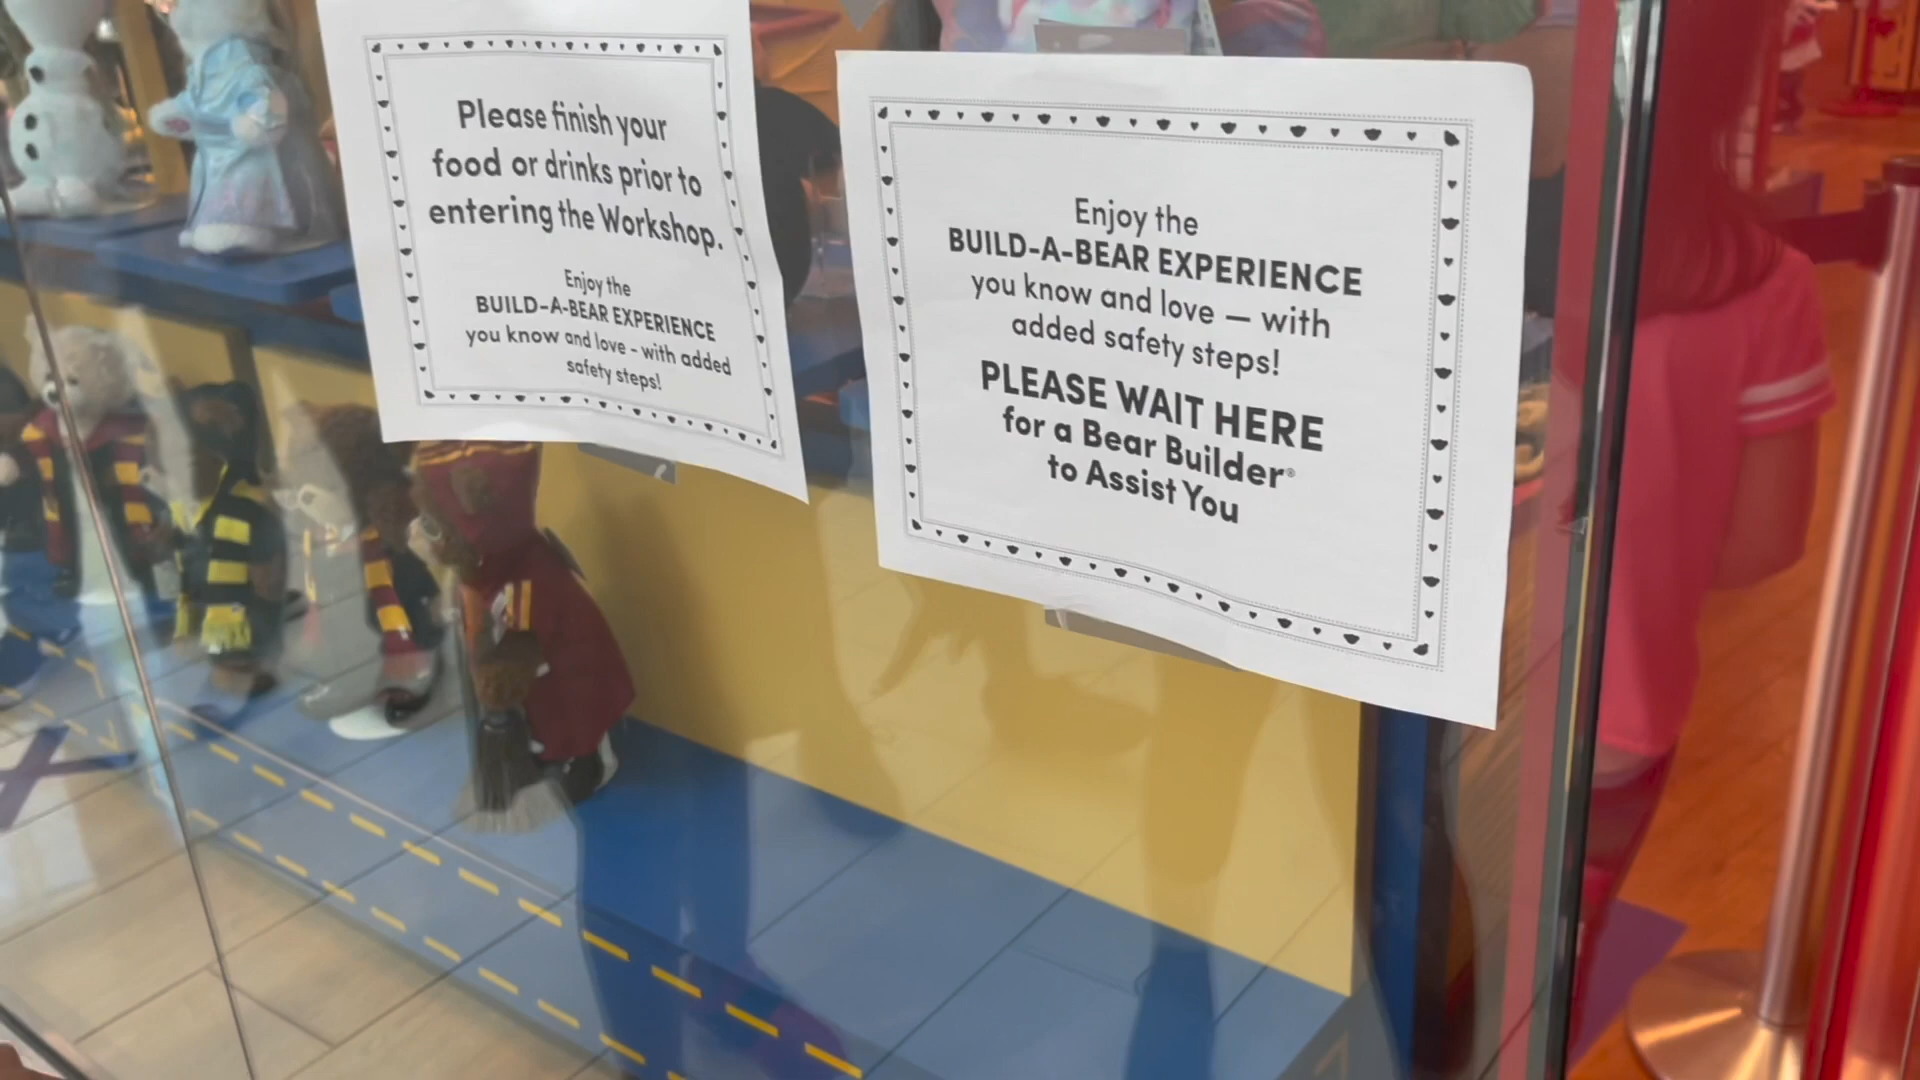 Please finish your
food or drinks prior to
entering the Workshop.
Enjoy the
BUILD-A-BEAR EXPERIENCE
you know and love - with added
safety steps!
Enjoy the
BUILD-A-BEAR EXPERIENCE
you know and love — with
added safety steps!
PLEASE WAIT HERE
for a Bear Builder®
to Assist You